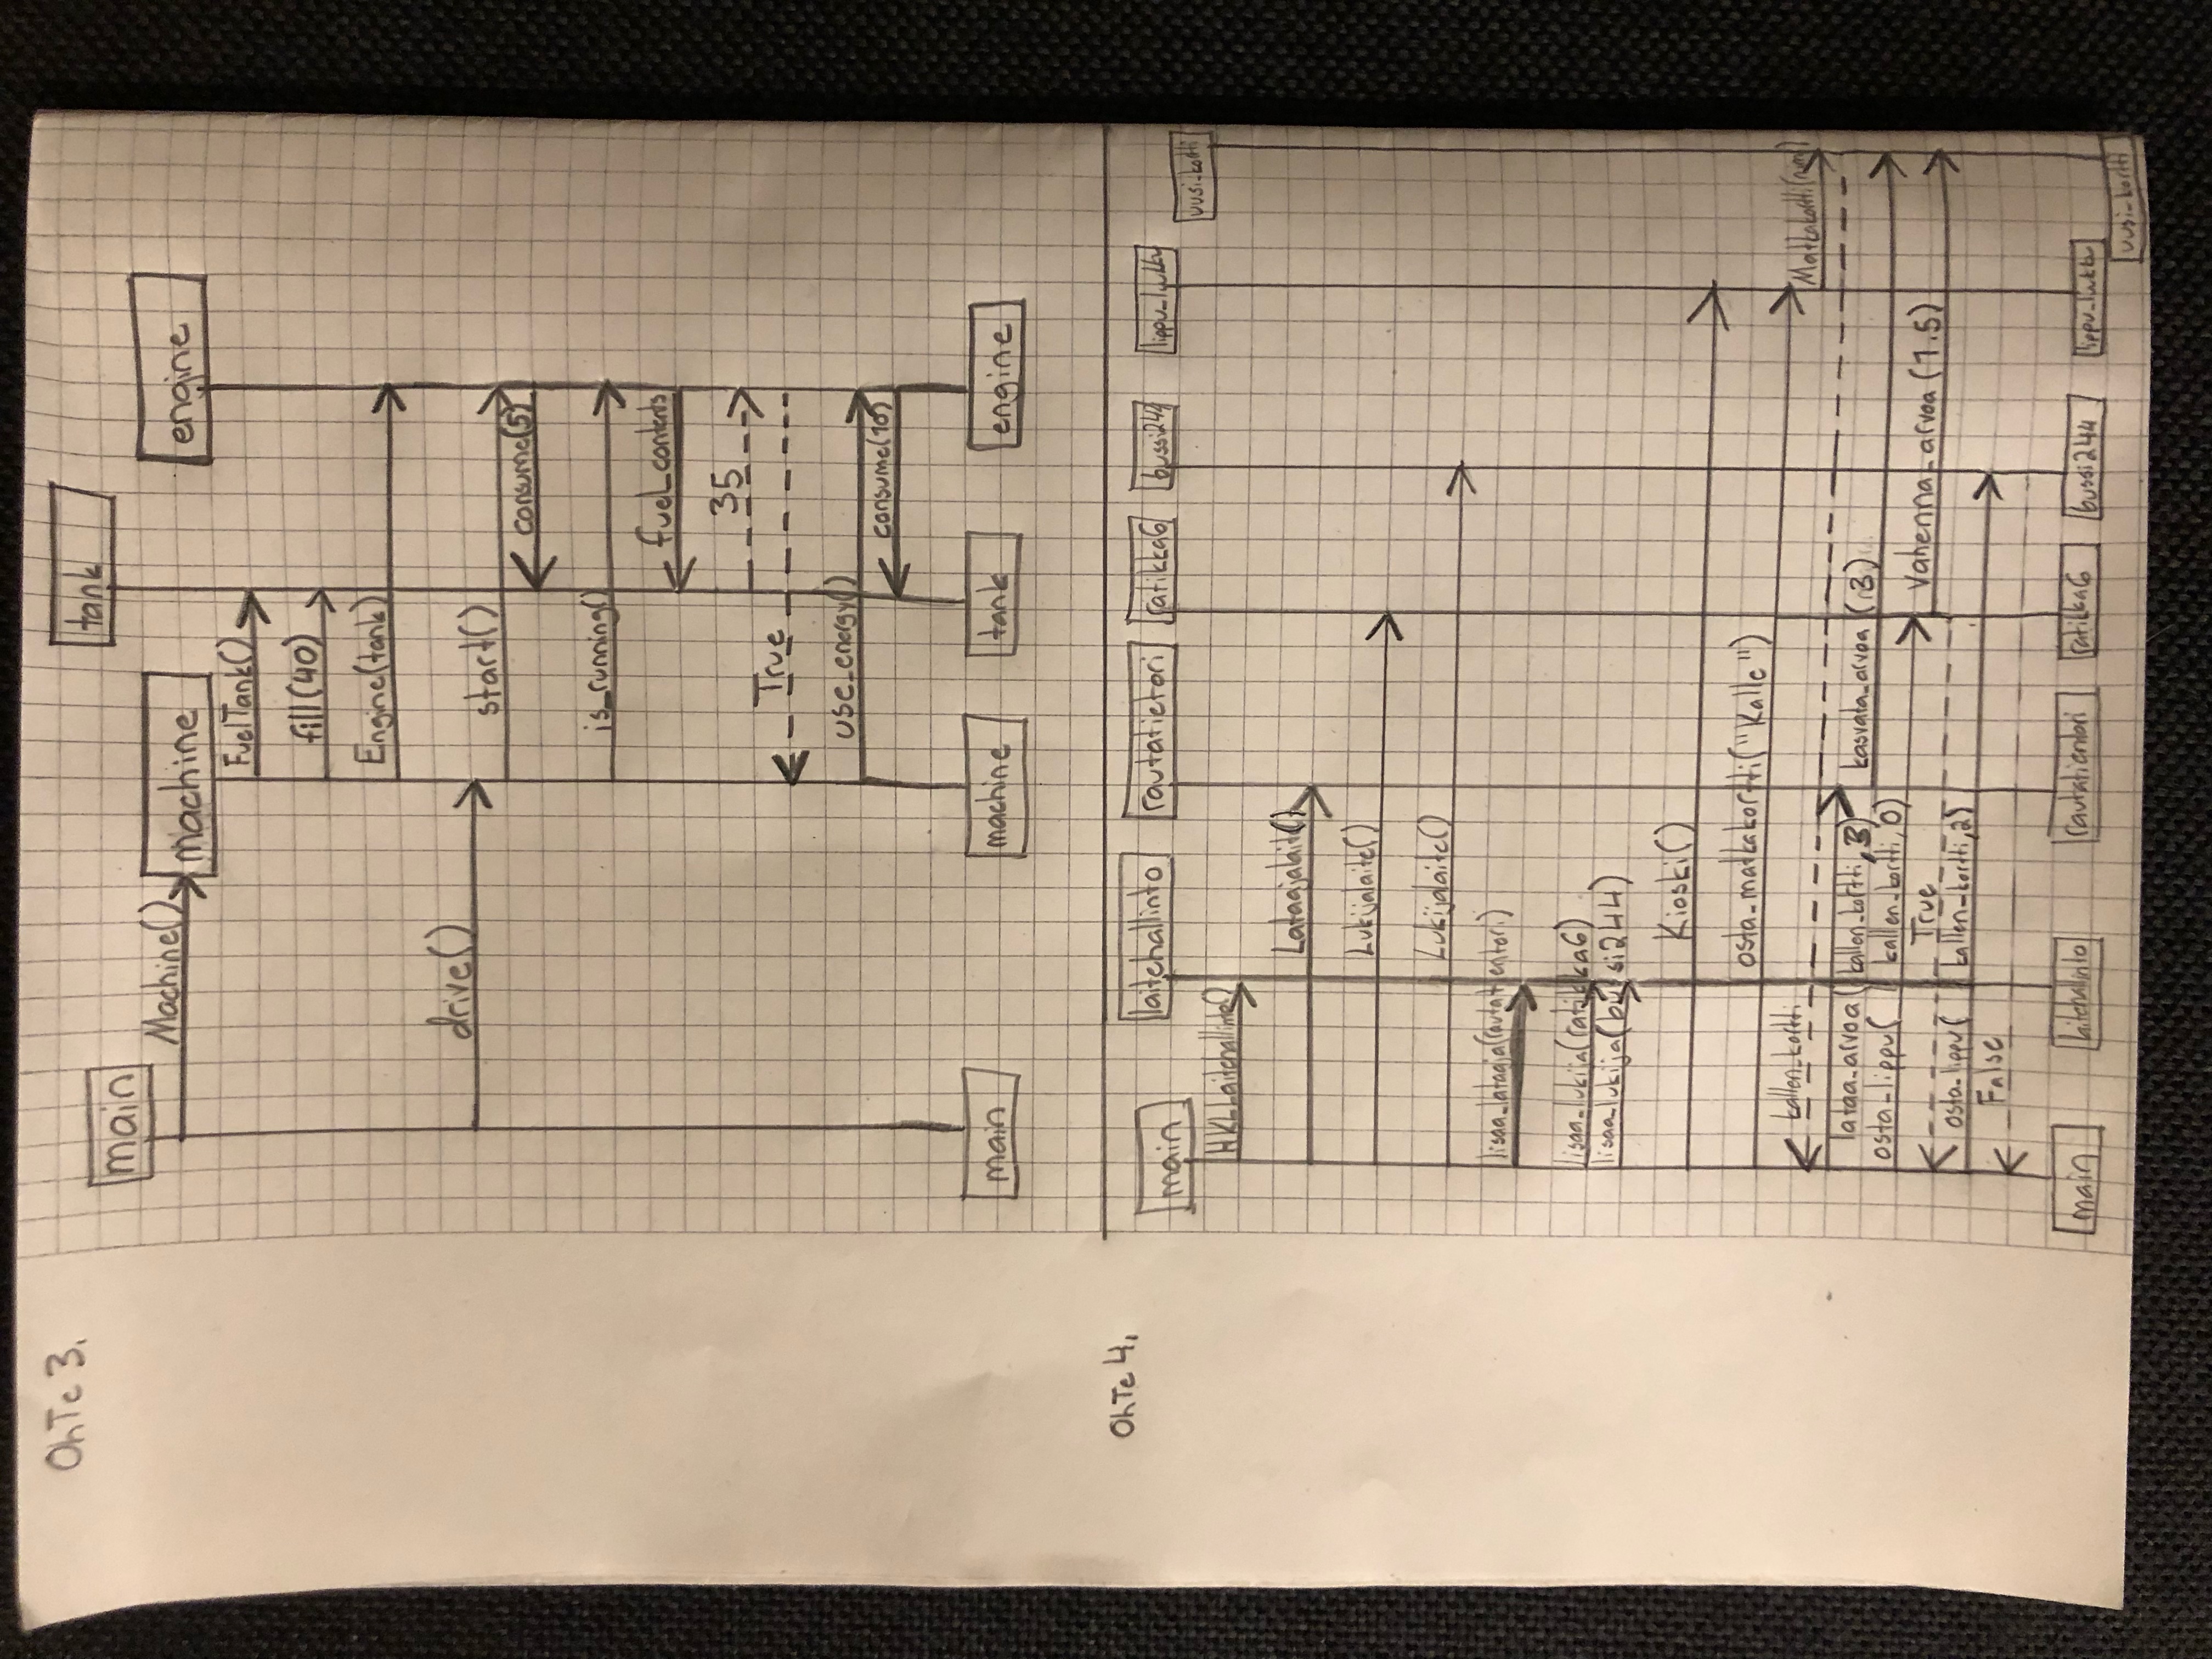 OhTe 3.
main
tank
Machine()
machine
engine
FuelTank()
fill(40)
Engine(tank)
drive()
start()
consume(5)
is_running()
fuel_contents
35
True
use_energy()
consume(10)
main machine tank engine
OhTe 4.
main laitehallinto rautatietori ratikka6 bussi244 lippu_luukku
uusi_kortti
HKLLaitehallinto()
Lataajalaite()
Lukijalaite()
Lukijalaite()
lisaa_lataaja(rautatientori)
lisaa_lukija(ratikka6)
lisaa_lukija(bussi244)
Kioski()
osta_matkakortti("Kalle")
kallen_kortti
Matkakortti(nimi)
lataa_arvoa(kallen_kortti,3)
kasvata_arvoa(3)
osta_lippu(kallen_kortti,0)
True
vahenna_arvoa(1.5)
osta_lippu(kallen_kortti,2)
False
main laitehallinto rautatientori ratikka6 bussi244 lippu_luukku
uusi_kortti